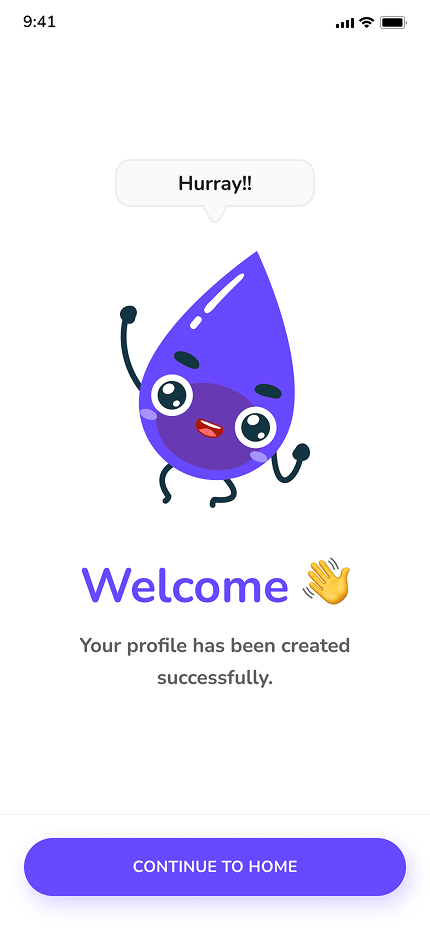 9:41
Hurray!!
Welcome 👋
Your profile has been created
successfully.
CONTINUE TO HOME